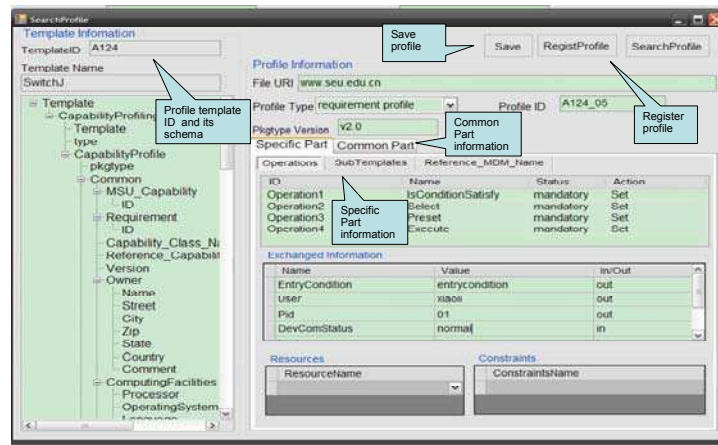 SearchProfile
Template Infomation
TemplateID A124
Template Name
SwitchJ
Template
CapabilityProfiling
Template
type
CapabilityProfile
pkgtype
Common
MSU_Capability
ID
Requirement
ID
Capability_Class_Na
Reference_Capabilit
Version
Owner
Name
Street
City
Zip
State
Country
Comment
ComputingFacilities
Processor
OperatingSystem
Language
Profile template
ID and its
schema
Save
profile
Save RegistProfile SearchProfile
Profile Information
File URI www.seu.edu.cn
Profile Type requirement profile Profile ID A124_05
Pkgtype Version v2.0
Register
profile
Common
Part
information
Specific Part Common Part
Operations SubTemplates Reference_MDM_Name
ID Name Status Action
Operation1 IsConditionSatisfy mandatory Set
Operation2 Select mandatory Set
Operation3 Preset mandatory Set
Operation4 Execute mandatory Set
Specific
Part
information
Exchanged Information
Name Value In/Out
EntryCondition entrycondition out
User xiaoli out
Pid 01 out
DevComStatus normal in
Resources
ResourceName
Constraints
ConstraintsName